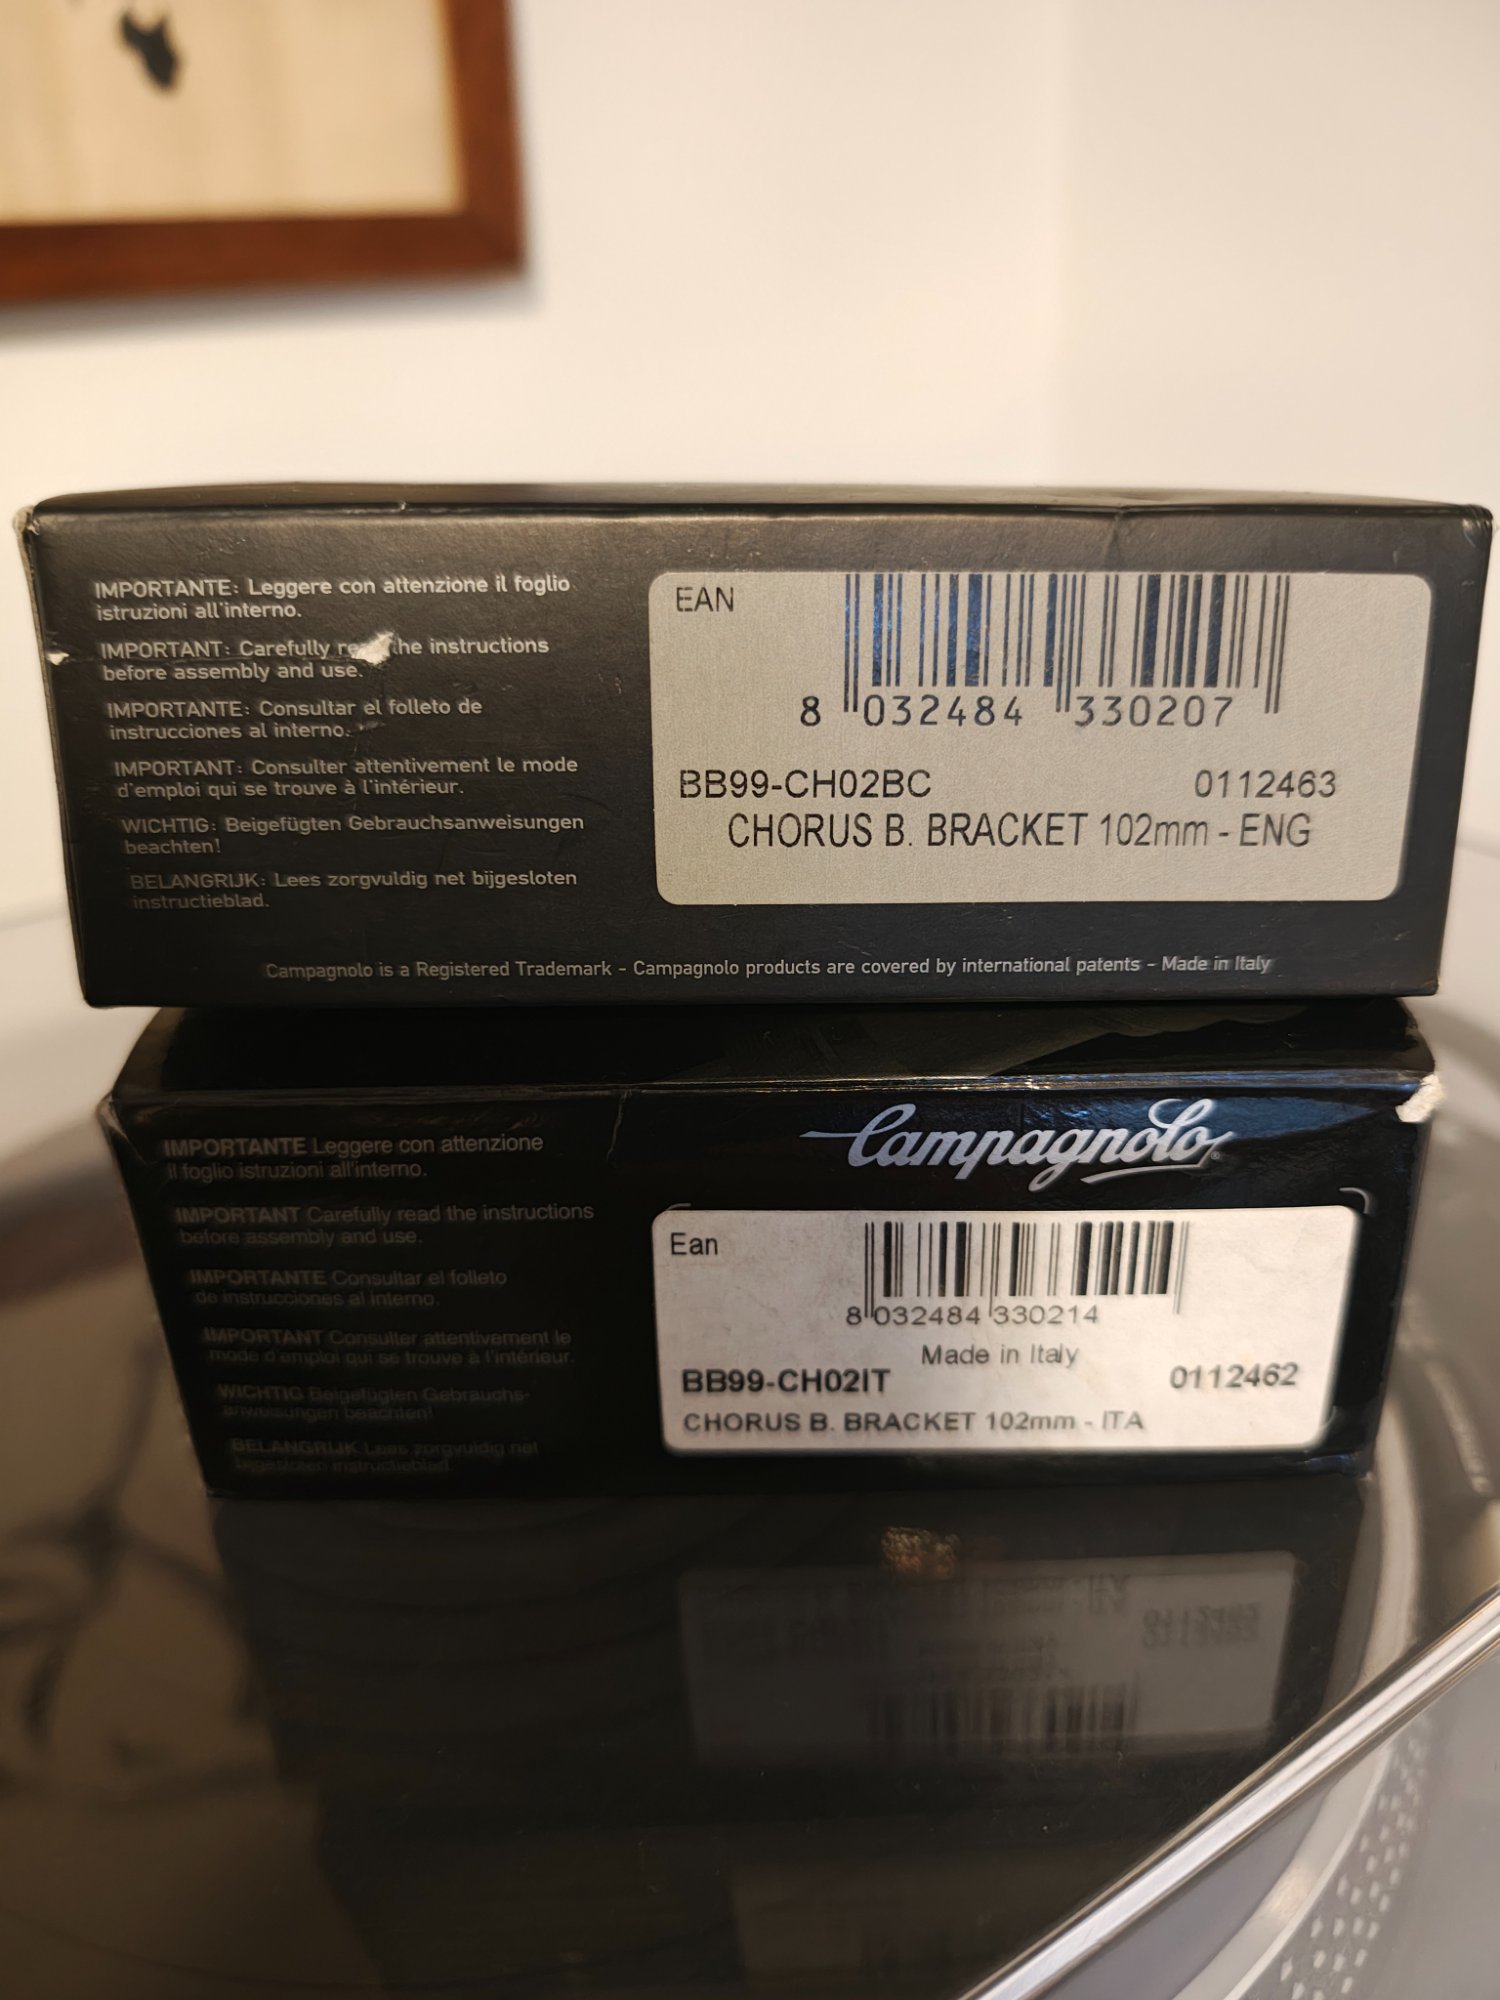 IMPORTANTE: Leggere con attenzione il foglio
istruzioni all'interno.
IMPORTANT: Carefully re he instructions
before assembly and use.
IMPORTANTE: Consultar el folleto de
instrucciones al interno.
IMPORTANT: Consulter attentivement le mode
d'emploi qui se trouve à l'intérieur.
WICHTIG: Beigefügten Gebrauchsanweisungen
beachten!
BELANGRIJK: Lees zorgvuldig net bijgesloten
instructieblad.
EAN
8 032484 330207
BB99-CH02BC 0112463
CHORUS B. BRACKET 102mm - ENG
Campagnolo is a Registered Trademark - Campagnolo products are covered by international patents - Made in Italy
IMPORTANTE Leggere con attenzione
il foglio istruzioni all'interno.
IMPORTANT Carefully read the instructions
before assembly and use.
IMPORTANTE Consultar el folleto
de instrucciones al interno.
IMPORTANT Consulter attentivement le
mode d'emploi qui se trouve à l'intérieur.
WICHTIG Beigefügten Gebrauchs-
anweisungen beachten!
BELANGRIJK Lees zorgvuldig net
bijgesloten instructieblad.
Campagnolo
Ean
8 032484 330214
Made in Italy
BB99-CH02IT 0112462
CHORUS B. BRACKET 102mm - ITA